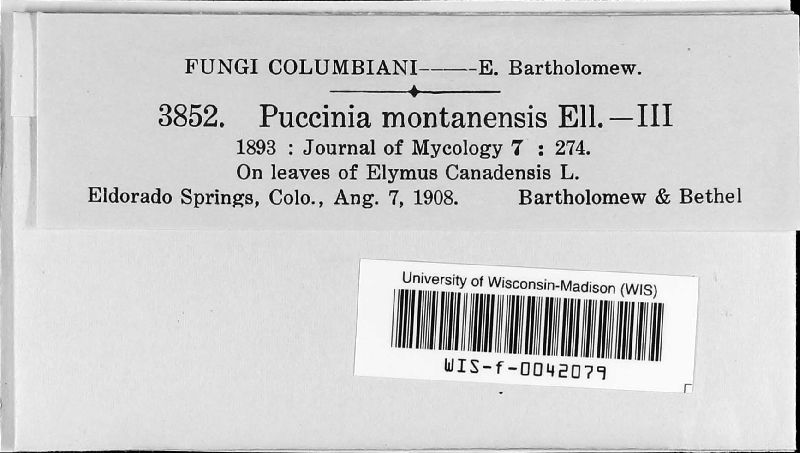 FUNGI COLUMBIANI——E. Bartholomew.
3852. Puccinia montanensis Ell.—III
1893 : Journal of Mycology 7 : 274.
On leaves of Elymus Canadensis L.
Eldorado Springs, Colo., Ang. 7, 1908. Bartholomew & Bethel
University of Wisconsin-Madison (WIS)
WIS-f-0042079